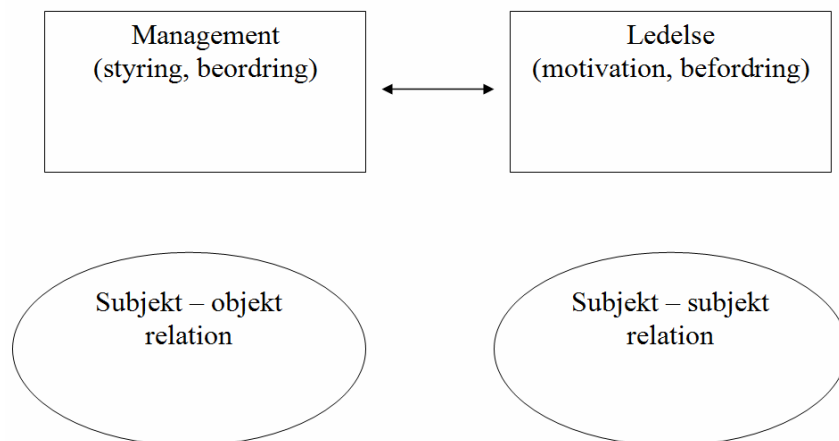 Management
(styring, beordring)
Ledelse
(motivation, befordring)
Subjekt – objekt
relation
Subjekt – subjekt
relation